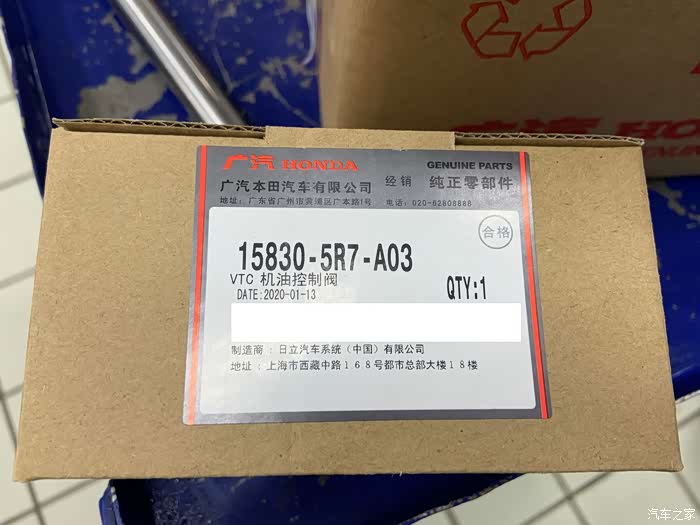 广汽 HONDA
GENUINE PARTS
广汽本田汽车有限公司 经销 纯正零部件
地址：广东省广州市黄埔区广本路1号 电话：020-62808888
合格
15830-5R7-A03
VTC 机油控制阀
DATE:2020-01-13
QTY:1
制造商：日立汽车系统（中国）有限公司
地址：上海市西藏中路168号都市总部大楼18楼
汽车之家